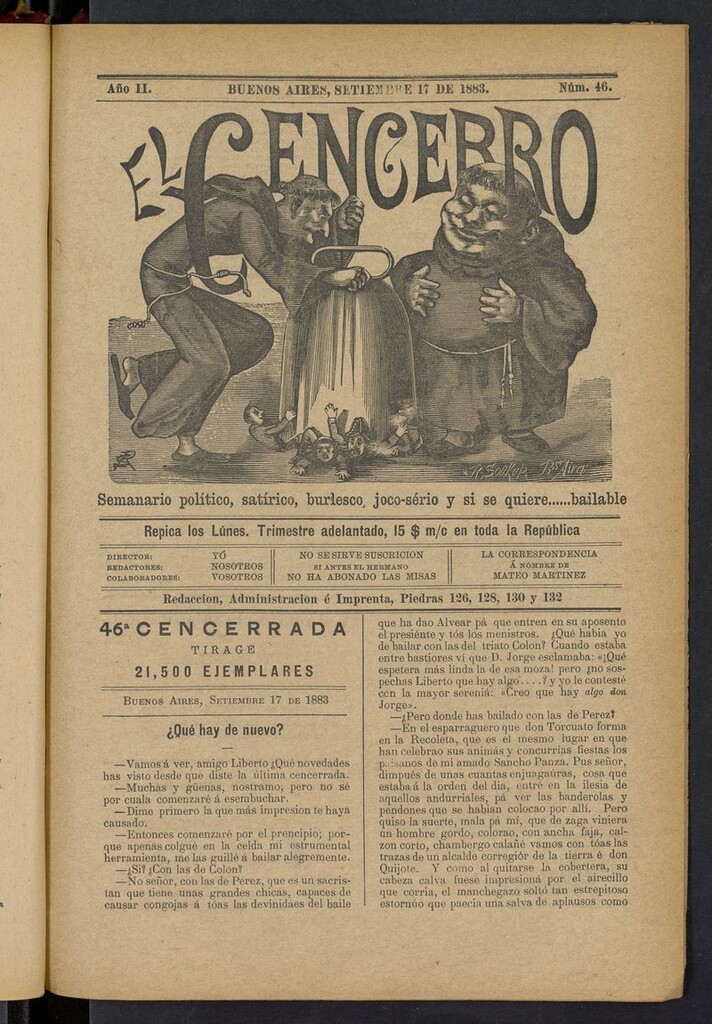 Año II.
BUENOS AIRES, SETIEMBRE 17 DE 1883.
Núm. 46.
EL CENCERRO
Semanario político, satírico, burlesco, joco-sério y si se quiere......bailable
Repica los Lúnes. Trimestre adelantado, 15 $ m/c en toda la República
DIRECTOR: YÓ
REDACTORES: NOSOTROS
COLABORADORES: VOSOTROS
NO SE SIRVE SUSCRICION
SI ANTES EL HERMANO
NO HA ABONADO LAS MISAS
LA CORRESPONDENCIA
Á NOMBRE DE
MATEO MARTINEZ
Redaccion, Administracion é Imprenta, Piedras 126, 128, 130 y 132
46ª CENCERRADA
TIRAGE
21,500 EJEMPLARES
BUENOS AIRES, SETIEMBRE 17 DE 1883
¿Qué hay de nuevo?
—Vamos á ver, amigo Liberto ¿Qué novedades
has visto desde que diste la última cencerrada.
—Muchas y güenas, nostramo, pero no sé
por cuala comenzaré á esembuchar.
—Dime primero la que más impresion te haya
causado.
—Entonces comenzaré por el prencipio; por-
que apenas colgué en la celda mi estrumental
herramienta, me las guillé á bailar alegremente.
—¿Si? ¿Con las de Colon?
—No señor, con las de Perez, que es un sacris-
tan que tiene unas grandes chicas, capaces de
causar congojas á tóas las devinidáes del baile
que ha dao Alvear pá que entren en su aposento
el presiénte y tós los menistros. ¿Qué habia yo
de bailar con las del triato Colon? Cuando estaba
entre bastiores ví que D. Jorge esclamaba: «¡Qué
espetera más linda la de esa moza! pero ¿no sos-
pechas Liberto que hay algo....? y yo le contesté
con la mayor sereniá: «Creo que hay algo don
Jorge».
—¿Pero donde has bailado con las de Perez?
—En el esparraguero que don Torcuato forma
en la Recoleta, que es el mesmo lugar en que
han celebrao sus animás y concurrías fiestas los
paisanos de mi amado Sancho Panza. Pus señor,
dimpués de unas cuantas enjuagaúras, cosa que
estaba á la orden del dia, entré en la ilesia de
aquellos andurriales, pá ver las banderolas y
pendones que se habian colocao por allí. Pero
quiso la suerte, mala pá mí, que de zaga viniera
un hombre gordo, colorao, con ancha faja, cal-
zon corto, chambergo calañé vamos con tóas las
trazas de un alcalde corregiór de la tierra é don
Quijote. Y como al quitarse la cobertera, su
cabeza calva fuese impresioná por el airecillo
que corria, el manchegazo soltó tan estrepitoso
estornúo que paecia una salva de aplausos como